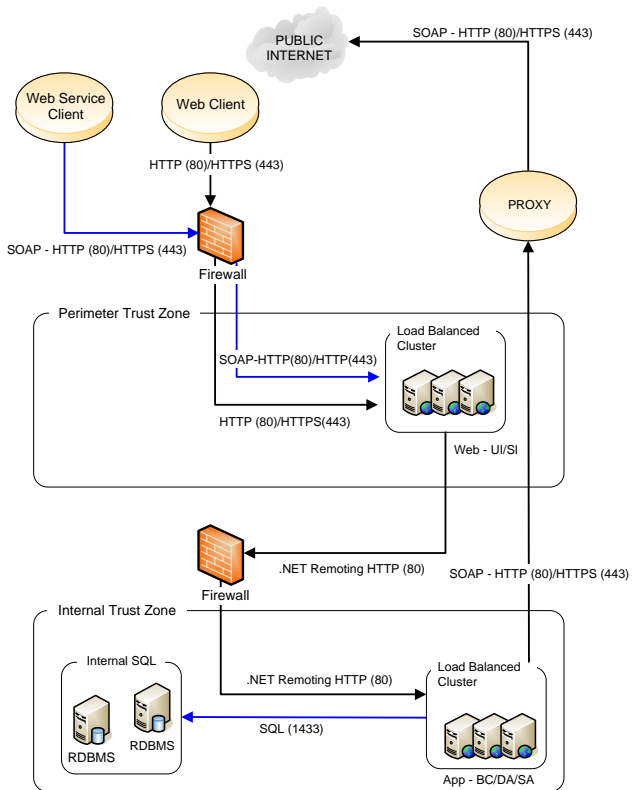 PUBLIC
INTERNET
SOAP - HTTP (80)/HTTPS (443)
Web Service
Client
Web Client
HTTP (80)/HTTPS (443)
PROXY
SOAP - HTTP (80)/HTTPS (443)
Firewall
Perimeter Trust Zone
Load Balanced
Cluster
SOAP-HTTP(80)/HTTP(443)
HTTP (80)/HTTPS(443)
Web - UI/SI
.NET Remoting HTTP (80)
SOAP - HTTP (80)/HTTPS (443)
Firewall
Internal Trust Zone
Internal SQL
Load Balanced
Cluster
.NET Remoting HTTP (80)
SQL (1433)
RDBMS
RDBMS
App - BC/DA/SA